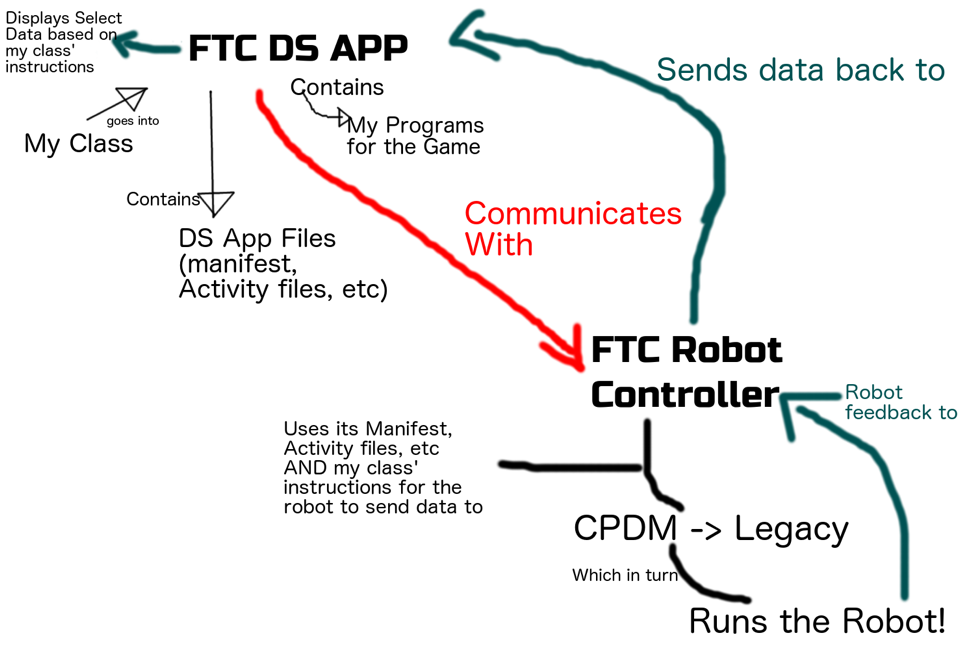 Displays Select
Data based on
my class'
instructions
FTC DS APP
Sends data back to
Contains
My Programs
for the Game
goes into
My Class
Contains
DS App Files
(manifest,
Activity files, etc)
Communicates
With
FTC Robot
Controller
Robot
feedback to
Uses its Manifest,
Activity files, etc
AND my class'
instructions for the
robot to send data to
CPDM -> Legacy
Which in turn
Runs the Robot!